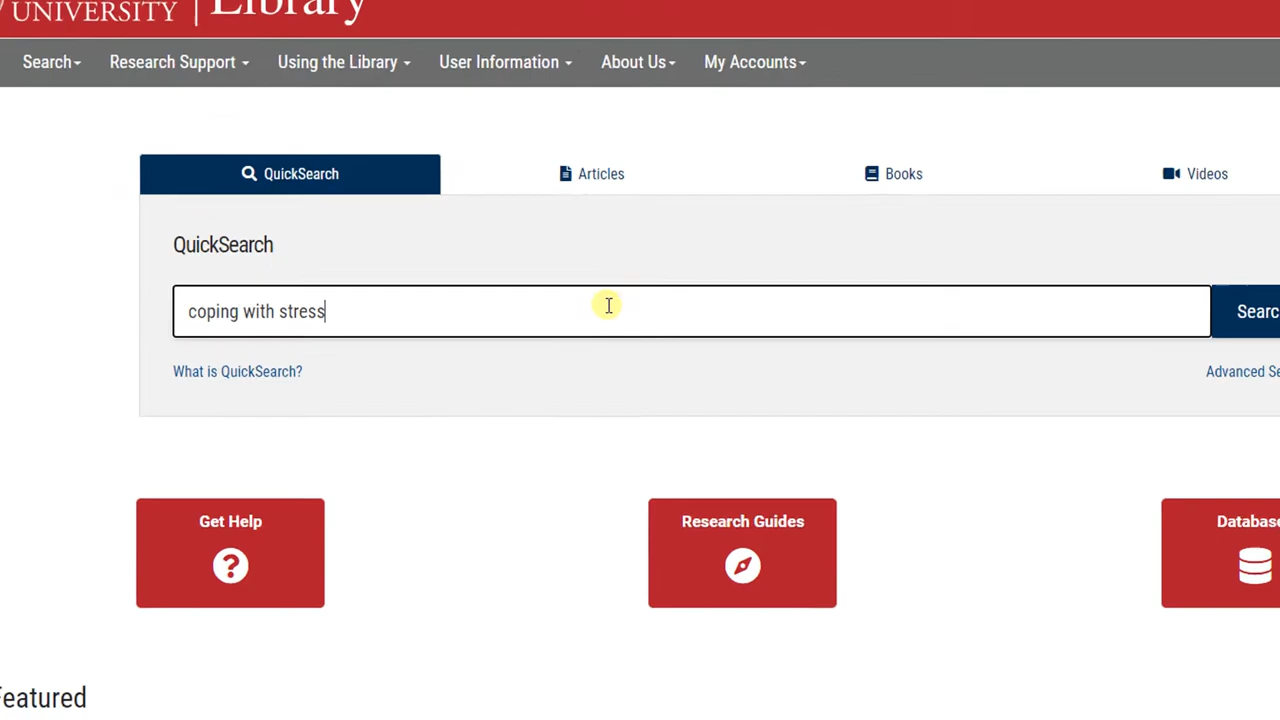 UNIVERSITY | Library
Search Research Support Using the Library User Information About Us My Accounts
QuickSearch Articles Books Videos
QuickSearch
coping with stress
Searc
What is QuickSearch? Advanced Se
Get Help Research Guides Databas
Featured